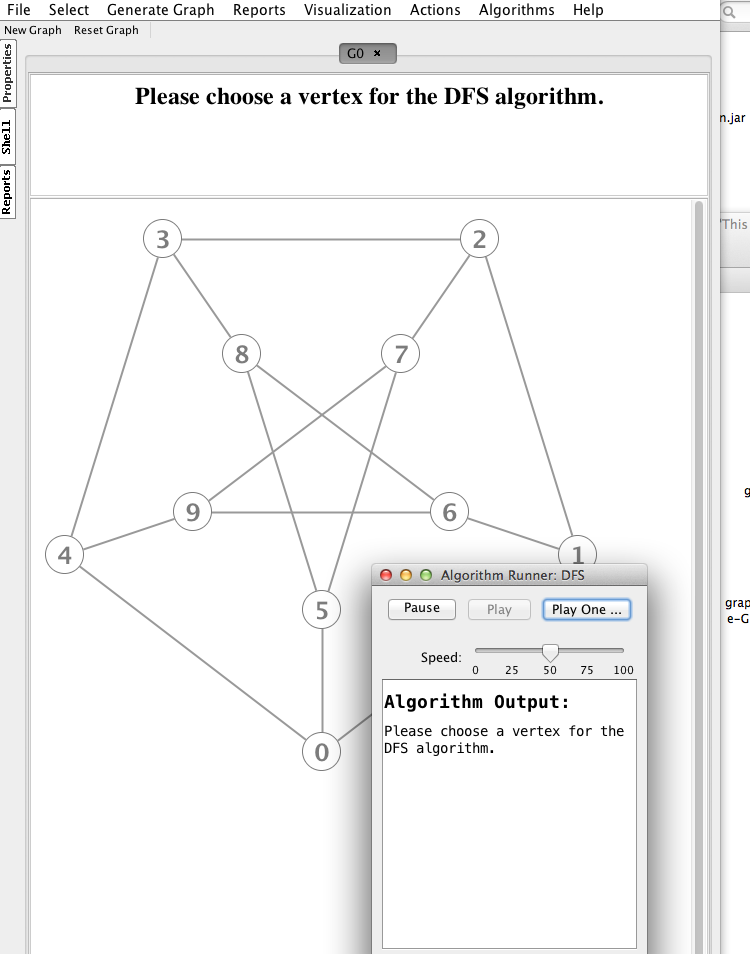 File Select Generate Graph Reports Visualization Actions Algorithms Help
New Graph Reset Graph
G0 ×
Properties
Shell
Reports
Please choose a vertex for the DFS algorithm.
3
2
8
7
9
6
4
1
5
0
Algorithm Runner: DFS
Pause Play Play One ...
Speed:
0 25 50 75 100
Algorithm Output:
Please choose a vertex for the
DFS algorithm.
n.jar
This
g
grap
e-G